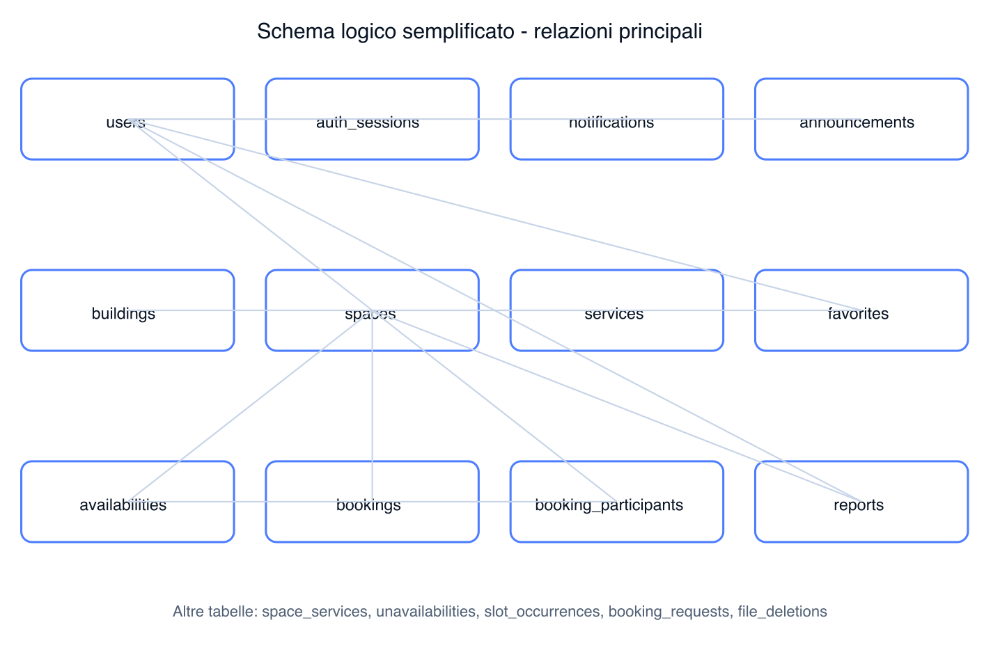 Schema logico semplificato - relazioni principali
users
auth_sessions
notifications
announcements
buildings
spaces
services
favorites
availabilities
bookings
booking_participants
reports
Altre tabelle: space_services, unavailabilities, slot_occurrences, booking_requests, file_deletions